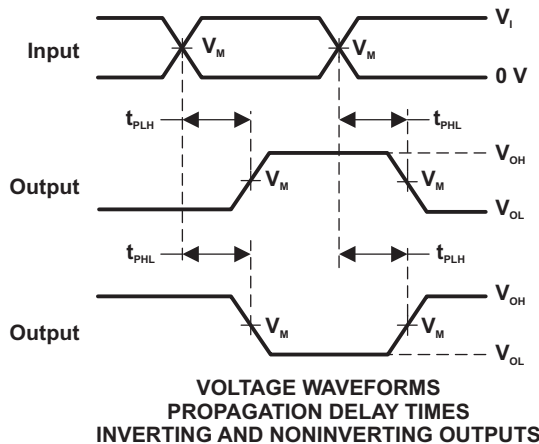 V_I
Input
V_M
V_M
0 V
t_PLH
t_PHL
V_OH
Output
V_M
V_M
V_OL
t_PHL
t_PLH
V_OH
Output
V_M
V_M
V_OL
VOLTAGE WAVEFORMS
PROPAGATION DELAY TIMES
INVERTING AND NONINVERTING OUTPUTS